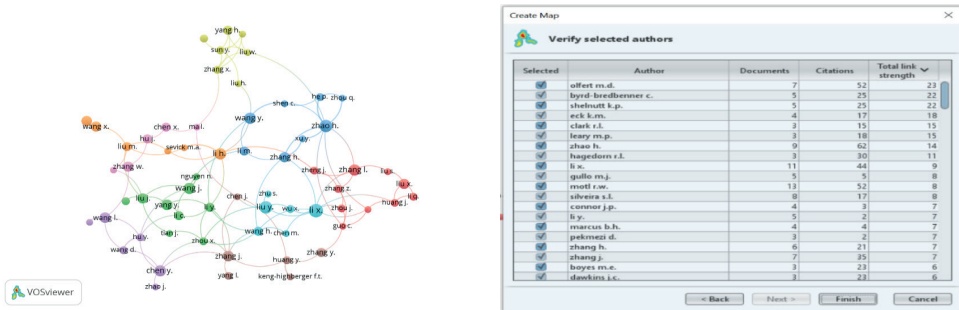 yang h.
sun y.
liu w.
zhang x.
liu h.
shen c.
he p.
zhou q.
wang y.
zhao h.
wang x.
chen x.
ma l.
hu j.
xu y.
liu m.
sevick m.a.
li h.
li m.
zhang h.
zheng j.
zhang l.
liu x.
zhang w.
nguyen n.
wang j.
zhu s.
zhang z.
li x.
liu j.
yang y.
li y.
chen j.
liu y.
wu x.
li x.
zhou j.
huang j.
wang l.
li c.
guo c.
hu y.
tian j.
zhou x.
wang h.
chen m.
wang d.
chen y.
zhang j.
huang y.
zhang y.
zhao j.
yang l.
keng-highberger f.t.
VOSviewer
Create Map
Verify selected authors
Selected Author Documents Citations Total link strength
olfert m.d. 7 52 23
byrd-bredbenner c. 5 25 22
shelnutt k.p. 5 25 22
eck k.m. 4 17 18
clark r.l. 3 15 15
leary m.p. 3 18 15
zhao h. 9 62 14
hagedorn r.l. 3 30 11
li x. 11 44 9
gullo m.j. 5 5 8
motl r.w. 13 52 8
silveira s.l. 8 17 8
connor j.p. 4 3 7
li y. 5 2 7
marcus b.h. 4 4 7
pekmezi d. 3 2 7
zhang h. 6 21 7
zhang j. 7 35 7
boyes m.e. 3 23 6
dawkins j.c. 3 23 6
< Back Next > Finish Cancel